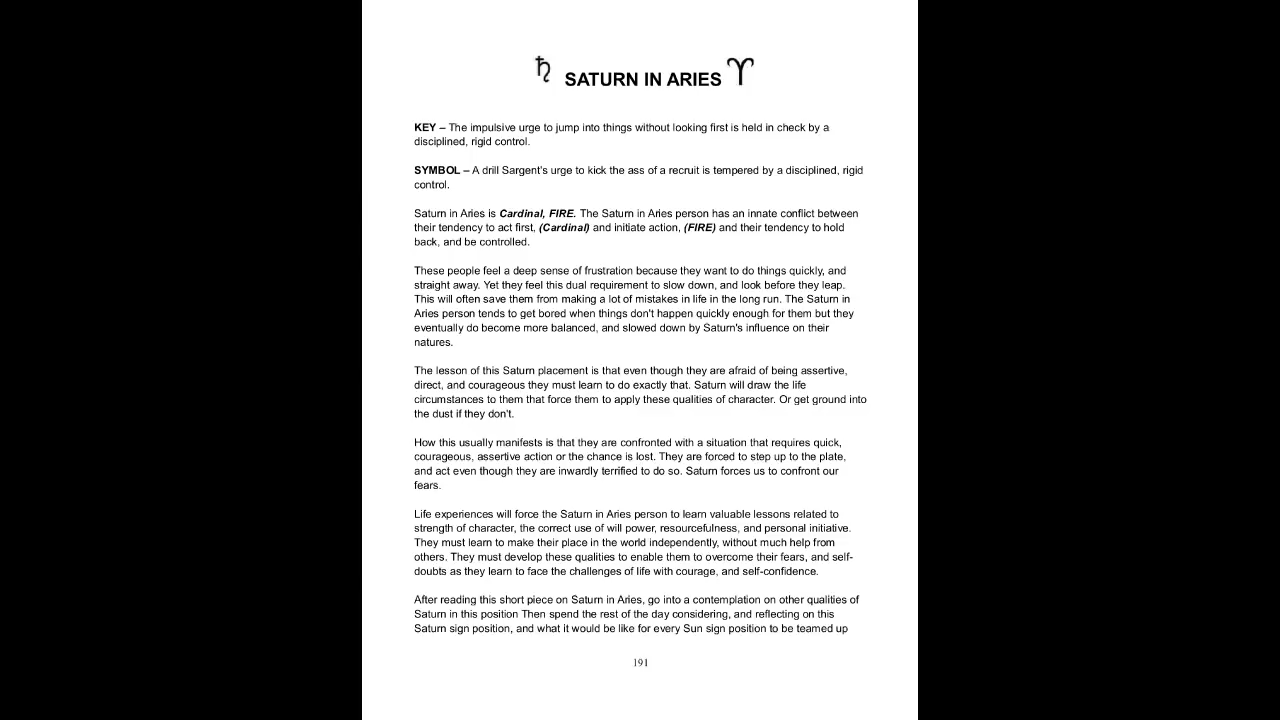 ♄ SATURN IN ARIES ♈
KEY – The impulsive urge to jump into things without looking first is held in check by a
disciplined, rigid control.
SYMBOL – A drill Sargent's urge to kick the ass of a recruit is tempered by a disciplined, rigid
control.
Saturn in Aries is Cardinal, FIRE. The Saturn in Aries person has an innate conflict between
their tendency to act first, (Cardinal) and initiate action, (FIRE) and their tendency to hold
back, and be controlled.
These people feel a deep sense of frustration because they want to do things quickly, and
straight away. Yet they feel this dual requirement to slow down, and look before they leap.
This will often save them from making a lot of mistakes in life in the long run. The Saturn in
Aries person tends to get bored when things don't happen quickly enough for them but they
eventually do become more balanced, and slowed down by Saturn's influence on their
natures.
The lesson of this Saturn placement is that even though they are afraid of being assertive,
direct, and courageous they must learn to do exactly that. Saturn will draw the life
circumstances to them that force them to apply these qualities of character. Or get ground into
the dust if they don't.
How this usually manifests is that they are confronted with a situation that requires quick,
courageous, assertive action or the chance is lost. They are forced to step up to the plate,
and act even though they are inwardly terrified to do so. Saturn forces us to confront our
fears.
Life experiences will force the Saturn in Aries person to learn valuable lessons related to
strength of character, the correct use of will power, resourcefulness, and personal initiative.
They must learn to make their place in the world independently, without much help from
others. They must develop these qualities to enable them to overcome their fears, and self-
doubts as they learn to face the challenges of life with courage, and self-confidence.
After reading this short piece on Saturn in Aries, go into a contemplation on other qualities of
Saturn in this position Then spend the rest of the day considering, and reflecting on this
Saturn sign position, and what it would be like for every Sun sign position to be teamed up
191